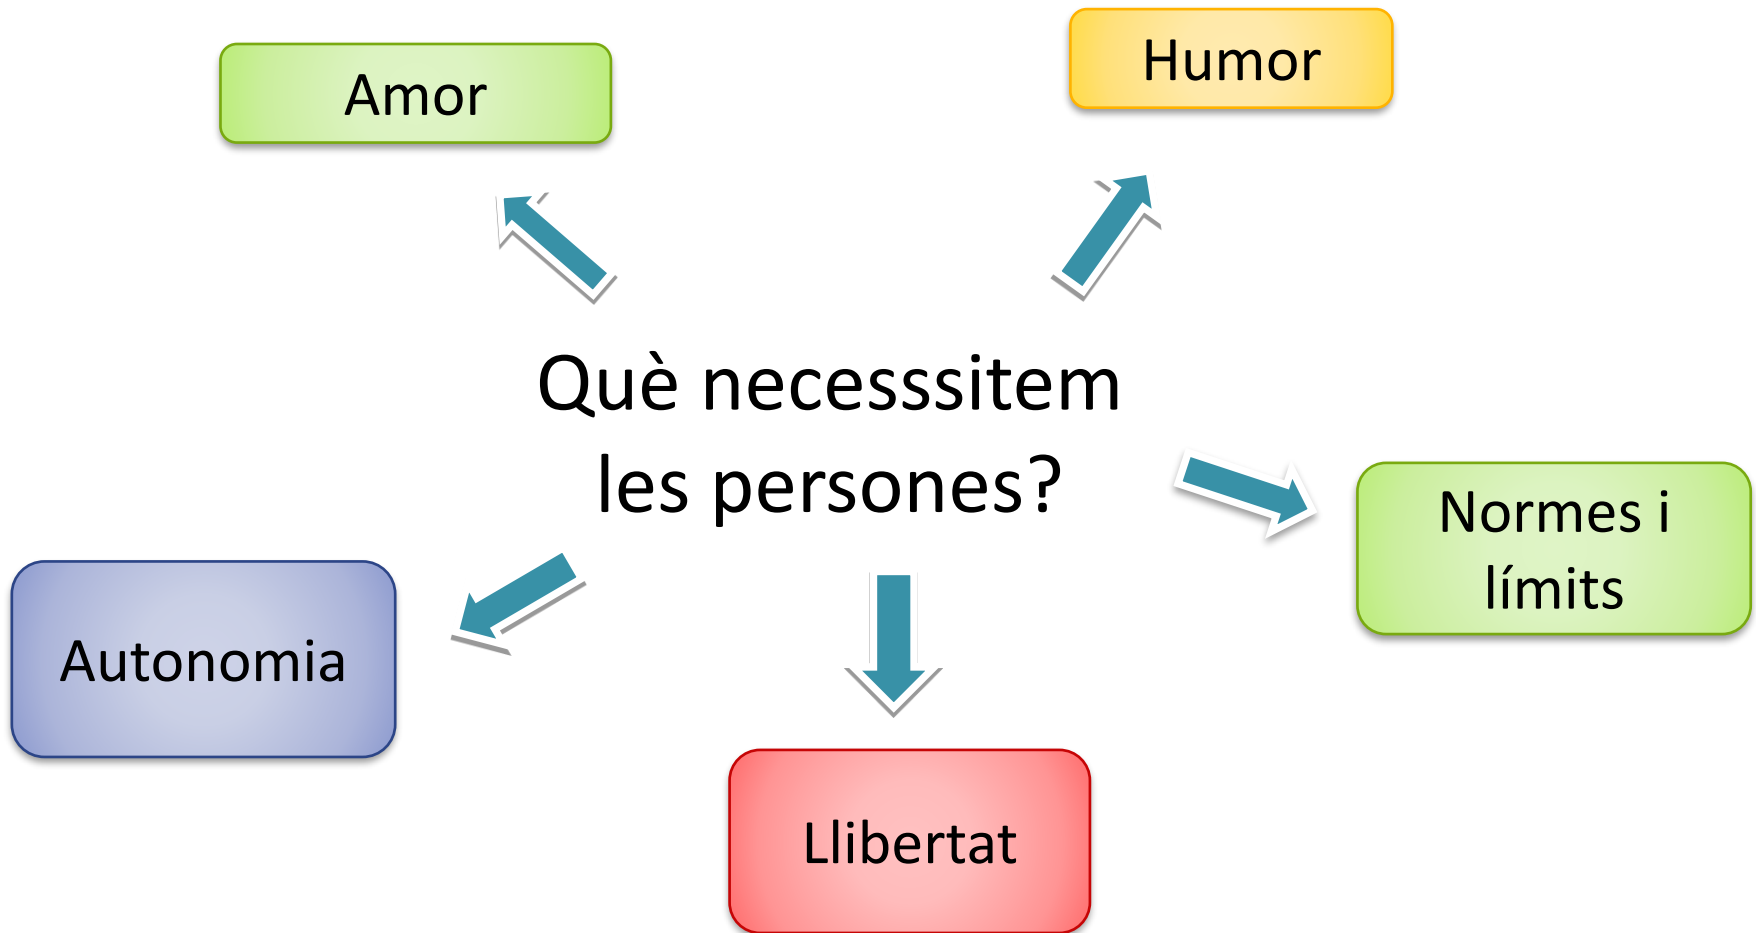 Amor
Humor
Què necesssitem
les persones?
Normes i
límits
Autonomia
Llibertat